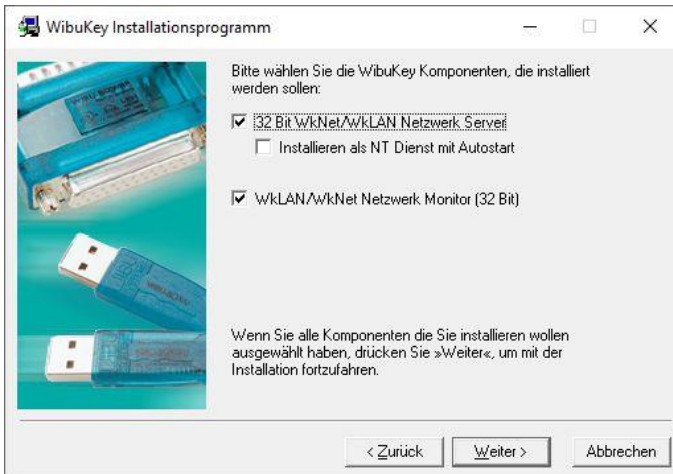 WibuKey Installationsprogramm
Bitte wählen Sie die WibuKey Komponenten, die installiert
werden sollen:
32 Bit WkNet/WkLAN Netzwerk Server
Installieren als NT Dienst mit Autostart
WkLAN/WkNet Netzwerk Monitor (32 Bit)
Wenn Sie alle Komponenten die Sie installieren wollen
ausgewählt haben, drücken Sie »Weiter«, um mit der
Installation fortzufahren.
< Zurück
Weiter >
Abbrechen